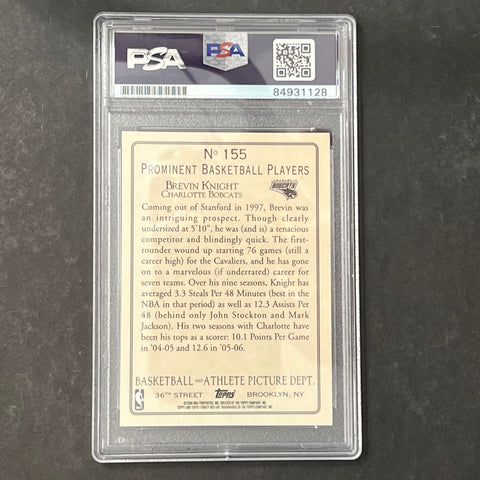 PSA PSA
84931128
No 155
PROMINENT BASKETBALL PLAYERS
BREVIN KNIGHT
CHARLOTTE BOBCATS
BOBCATS
Coming out of Stanford in 1997, Brevin was
an intriguing prospect. Though clearly
undersized at 5'10", he was (and is) a tenacious
competitor and blindingly quick. The first-
rounder wound up starting 76 games (still a
career high) for the Cavaliers, and he has gone
on to a marvelous (if underrated) career for
seven teams. Over his nine seasons, Knight has
averaged 3.3 Steals Per 48 Minutes (best in the
NBA in that period) as well as 12.3 Assists Per
48 (behind only John Stockton and Mark
Jackson). His two seasons with Charlotte have
been his tops as a scorer: 10.1 Points Per Game
in '04-05 and 12.6 in '05-06.
BASKETBALL AND ATHLETE PICTURE DEPT.
36TH STREET Topps BROOKLYN, NY